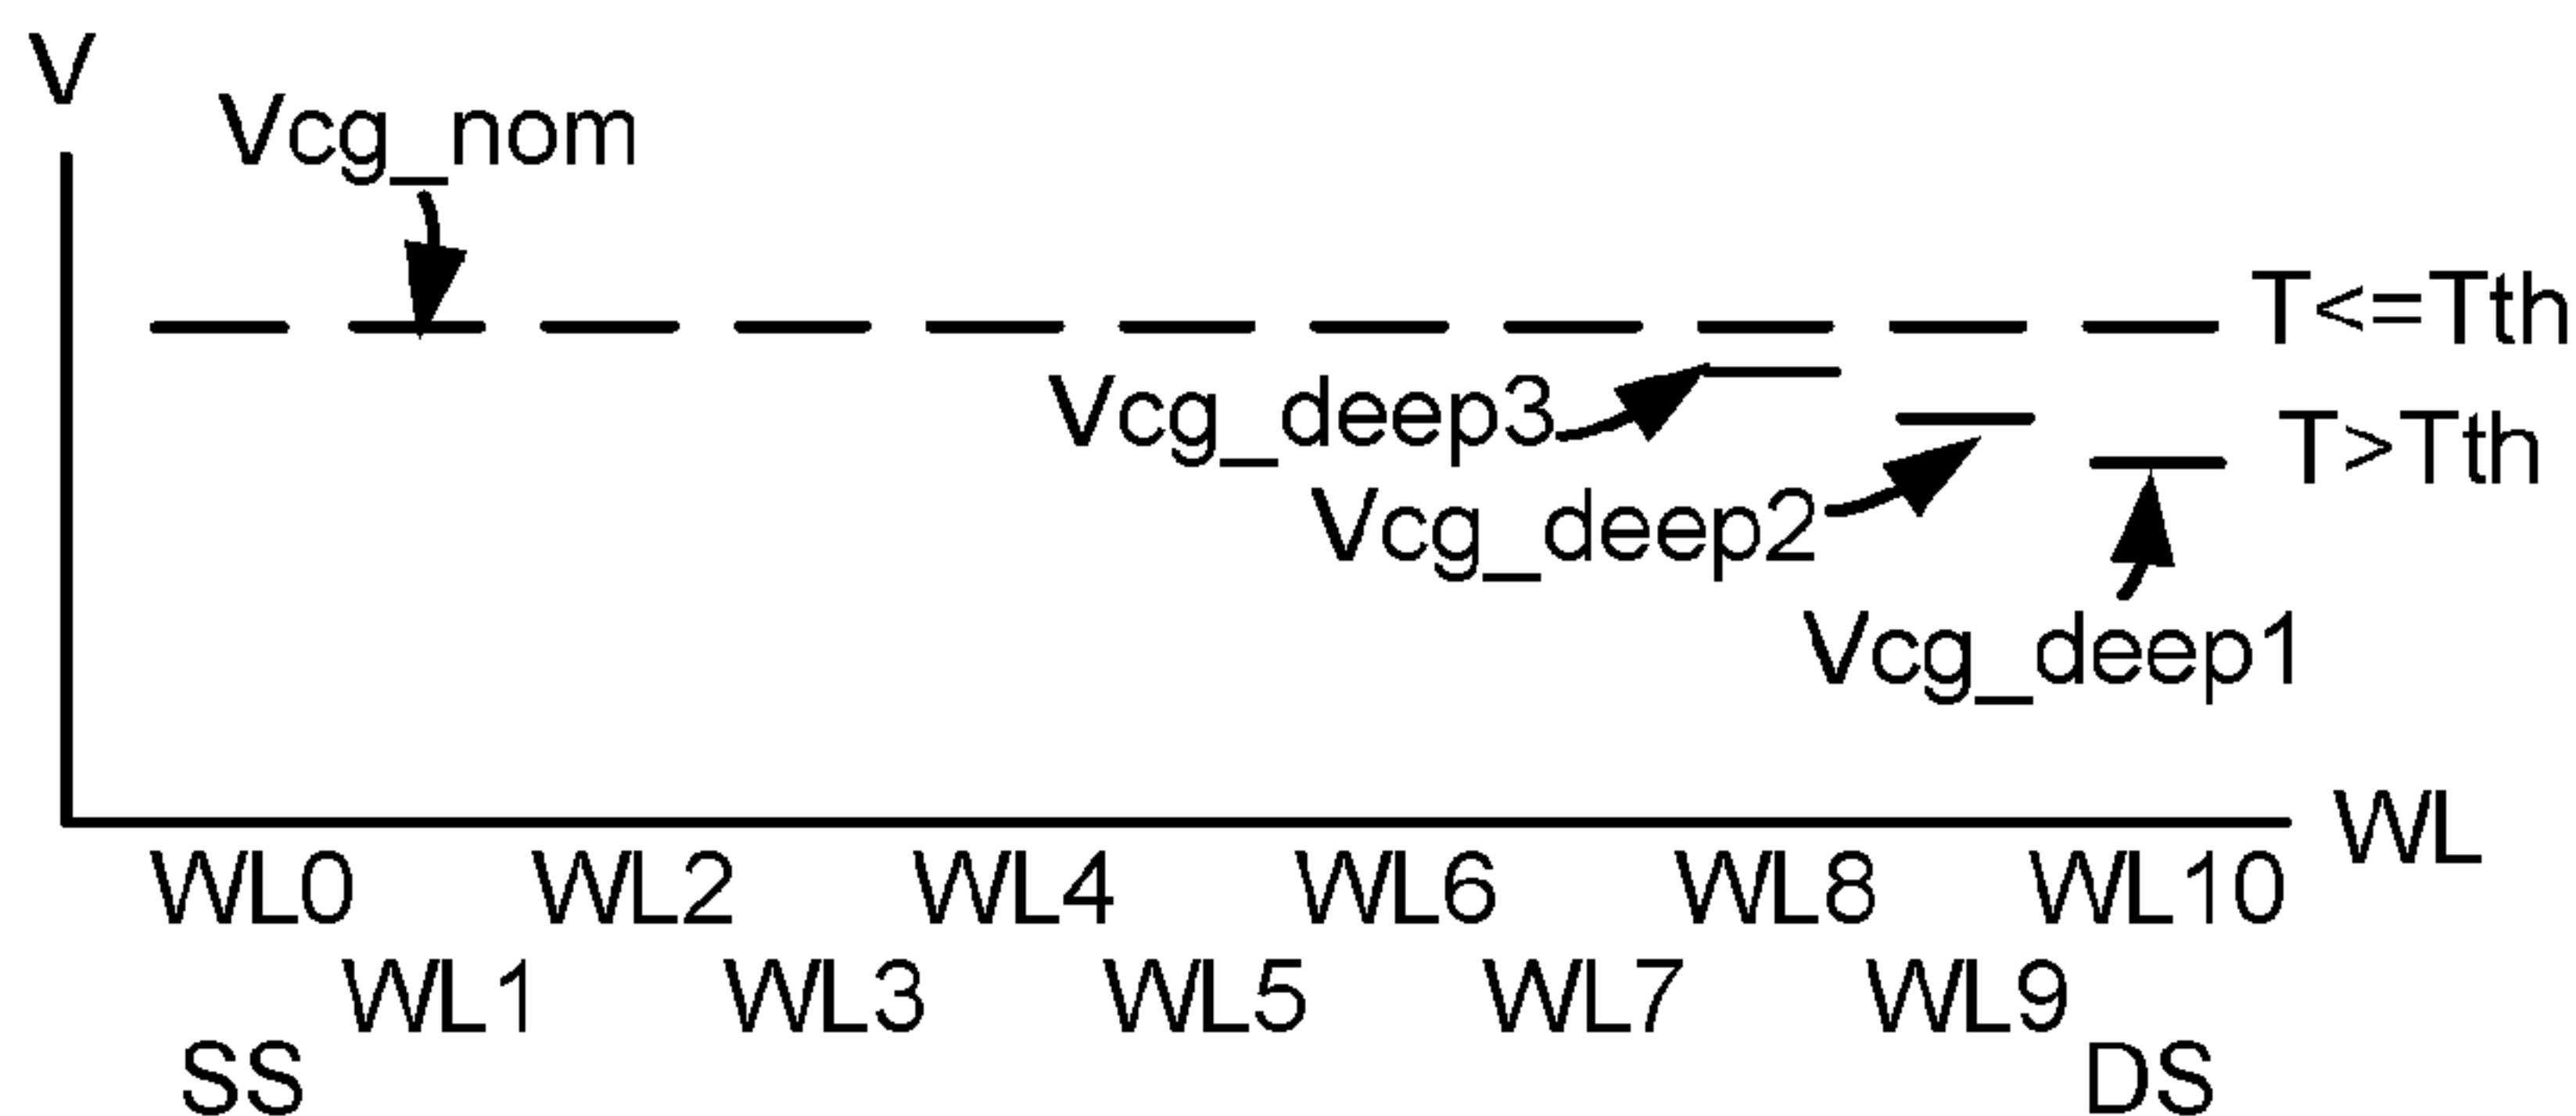 V
Vcg_nom
T<=Tth
Vcg_deep3
T>Tth
Vcg_deep2
Vcg_deep1
WL
WL0 WL2 WL4 WL6 WL8 WL10
WL1 WL3 WL5 WL7 WL9
SS DS